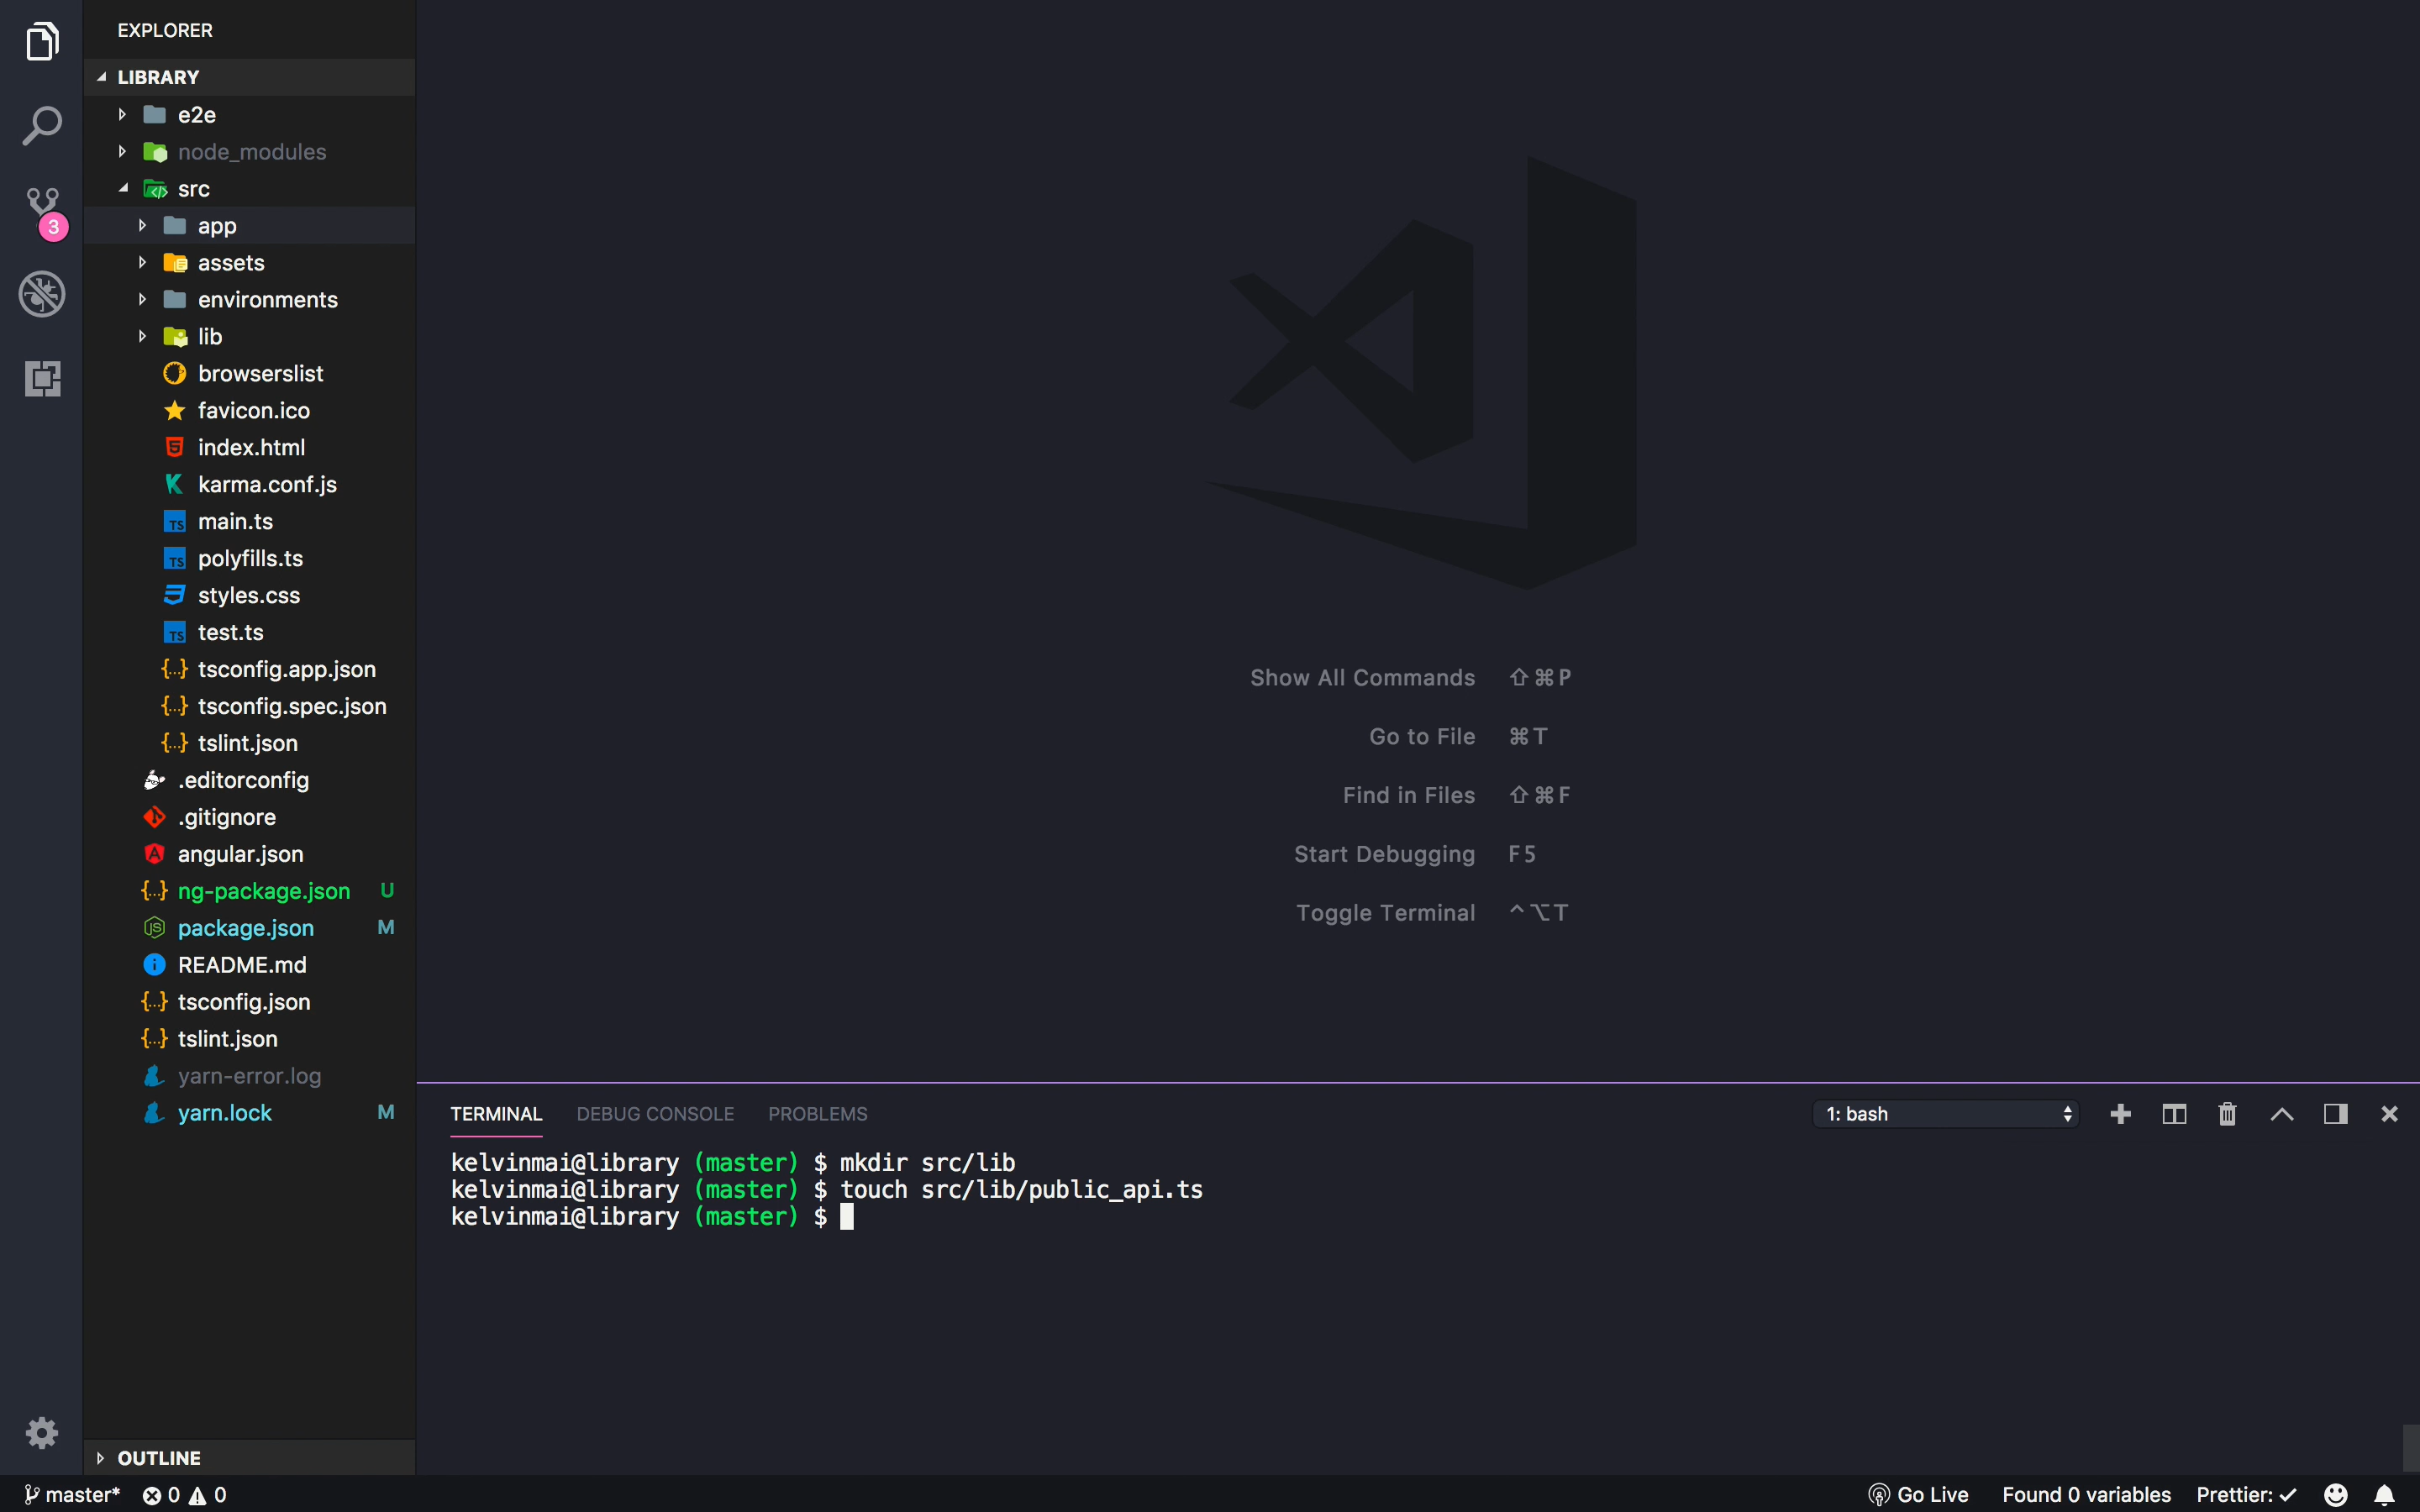 EXPLORER
LIBRARY
e2e
node_modules
src
app
3
assets
environments
lib
browserslist
favicon.ico
index.html
karma.conf.js
main.ts
polyfills.ts
styles.css
test.ts
tsconfig.app.json
tsconfig.spec.json
tslint.json
.editorconfig
.gitignore
angular.json
ng-package.json U
package.json M
README.md
tsconfig.json
tslint.json
yarn-error.log
yarn.lock M
OUTLINE
Show All Commands ⇧⌘P
Go to File ⌘T
Find in Files ⇧⌘F
Start Debugging F5
Toggle Terminal ^⌥T
TERMINAL DEBUG CONSOLE PROBLEMS 1: bash
kelvinmai@library (master) $ mkdir src/lib
kelvinmai@library (master) $ touch src/lib/public_api.ts
kelvinmai@library (master) $
master* 0 0 Go Live Found 0 variables Prettier: ✓